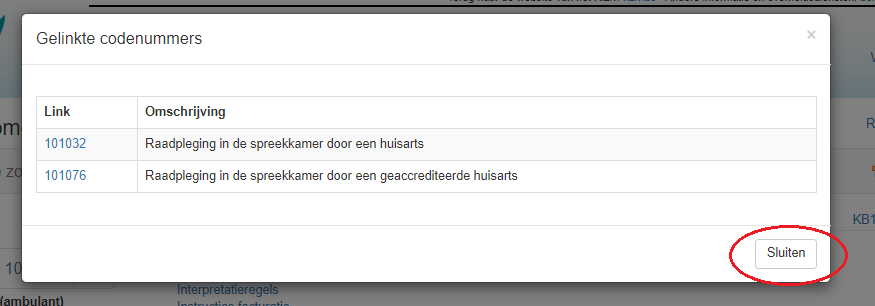 Gelinkte codenummers ×
Link Omschrijving
101032 Raadpleging in de spreekkamer door een huisarts
101076 Raadpleging in de spreekkamer door een geaccrediteerde huisarts
KB1
Sluiten
10
Interpretatieregels
(ambulant)